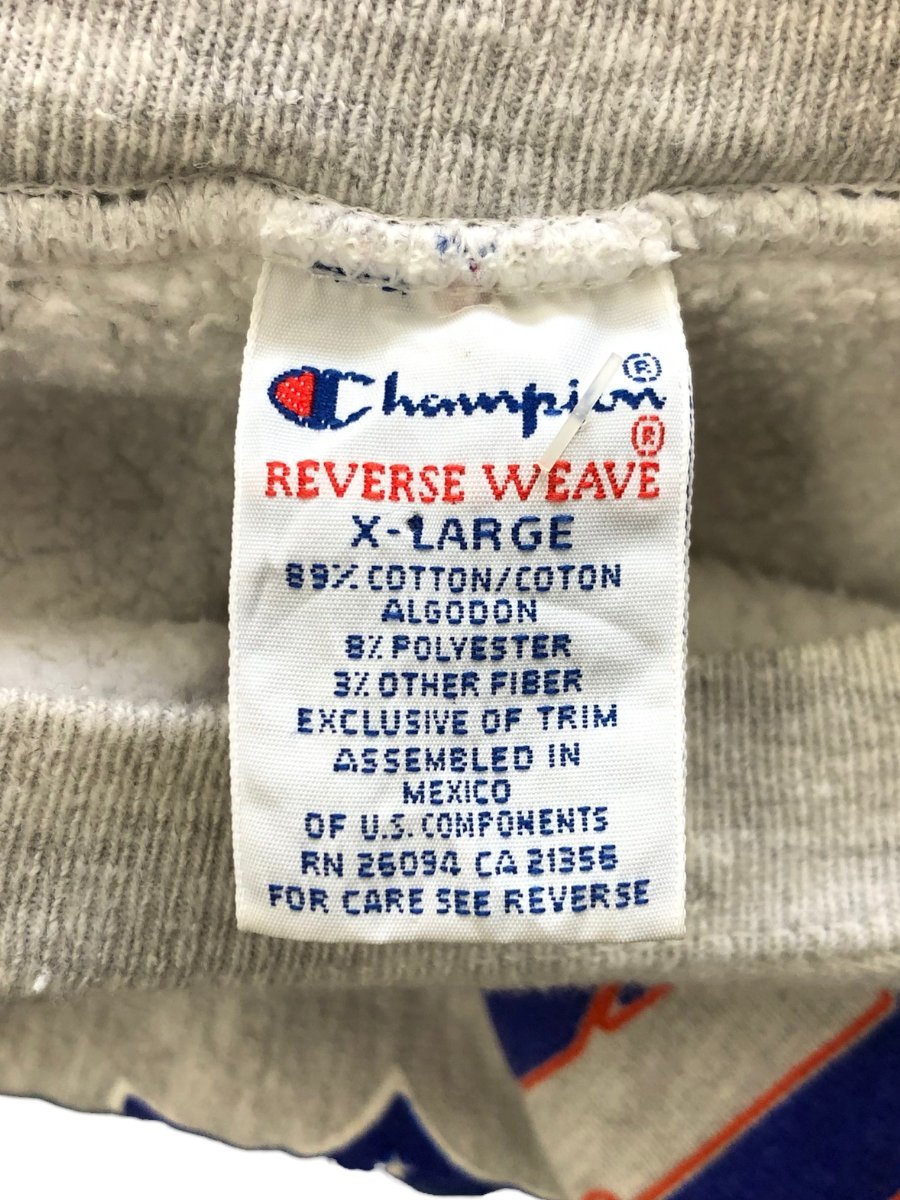 Champion®
®
REVERSE WEAVE
X-LARGE
89% COTTON/COTON
ALGODON
8% POLYESTER
3% OTHER FIBER
EXCLUSIVE OF TRIM
ASSEMBLED IN
MEXICO
OF U.S. COMPONENTS
RN 26094 CA 21356
FOR CARE SEE REVERSE